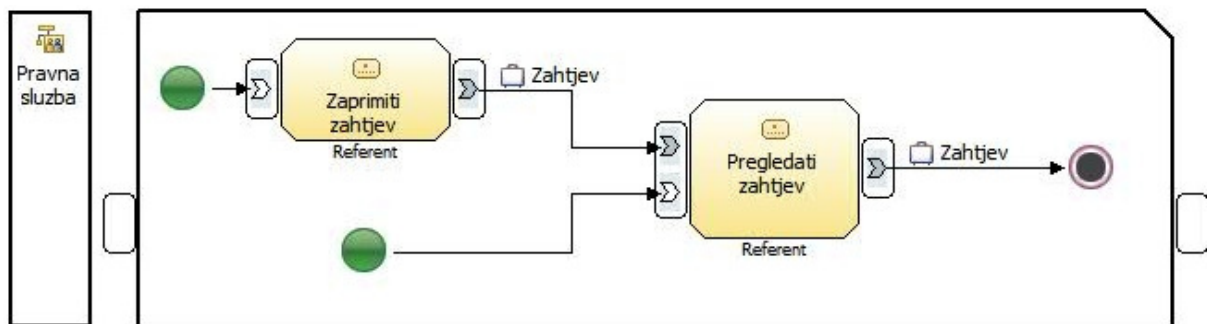 Pravna
sluzba
Zaprimiti
zahtjev
Referent
Zahtjev
Pregledati
zahtjev
Referent
Zahtjev